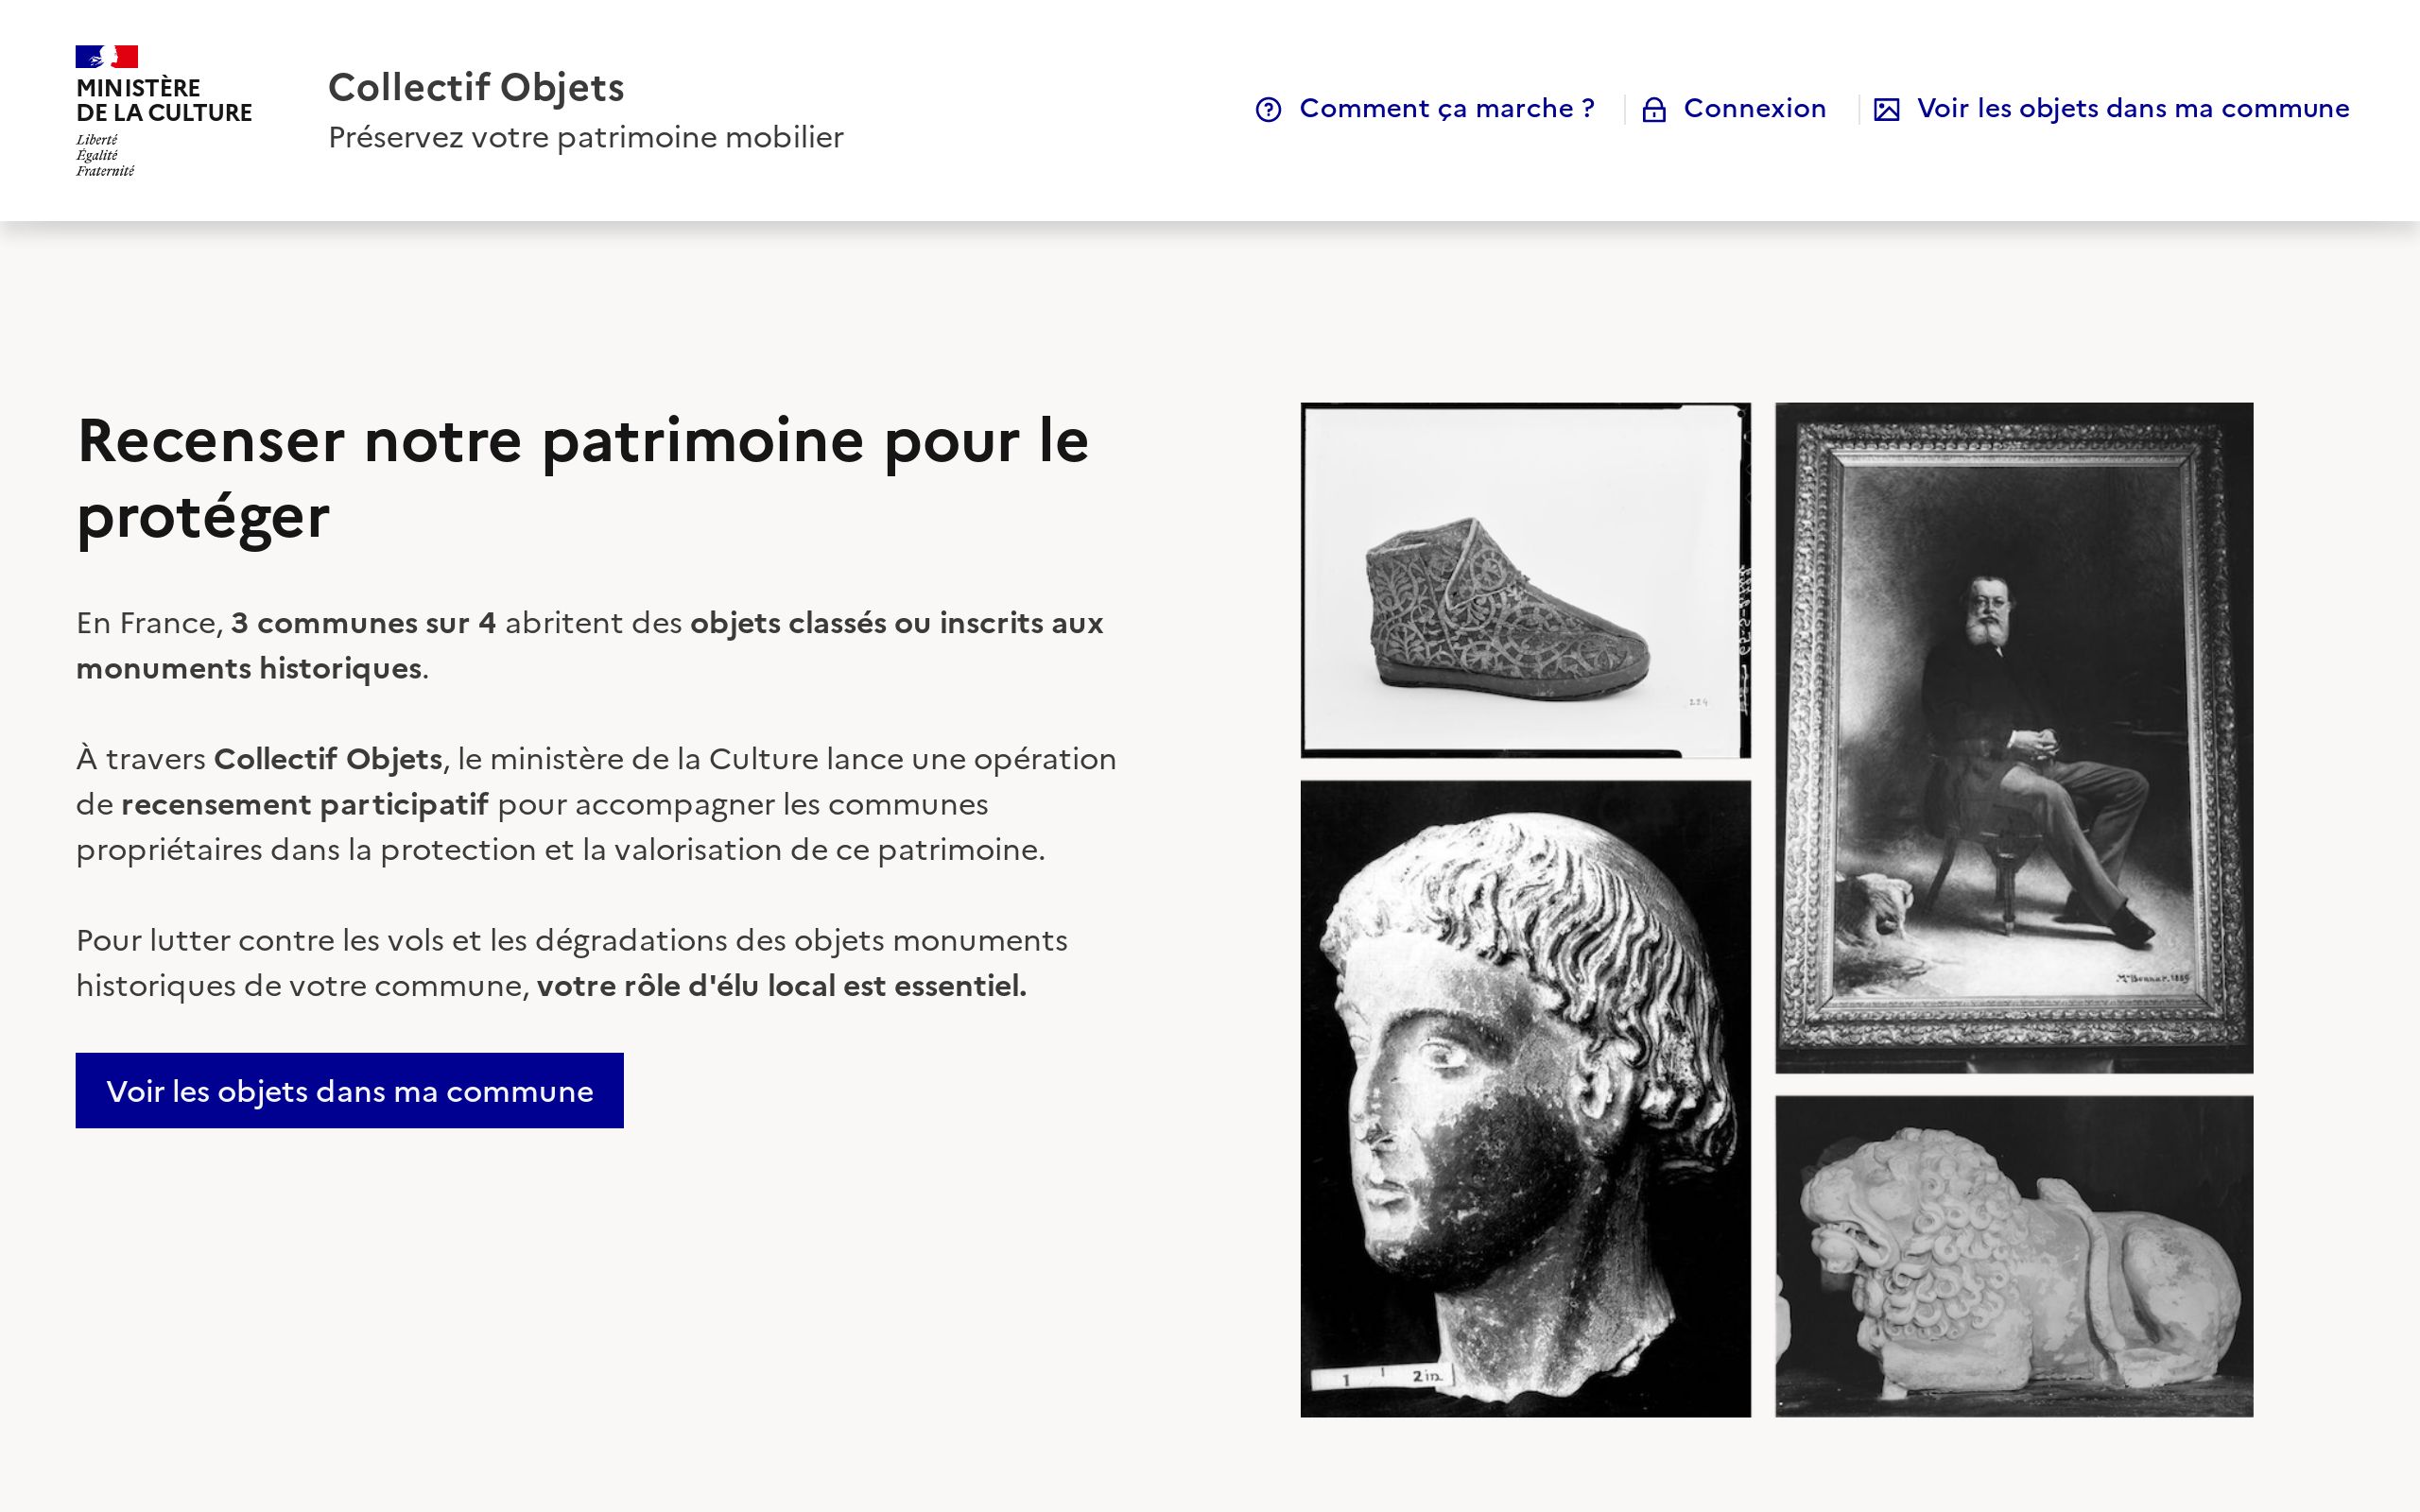 MINISTÈRE
DE LA CULTURE
Liberté
Égalité
Fraternité
Collectif Objets
Préservez votre patrimoine mobilier
Comment ça marche ?
Connexion
Voir les objets dans ma commune
Recenser notre patrimoine pour le
protéger
En France, 3 communes sur 4 abritent des objets classés ou inscrits aux
monuments historiques.
À travers Collectif Objets, le ministère de la Culture lance une opération
de recensement participatif pour accompagner les communes
propriétaires dans la protection et la valorisation de ce patrimoine.
Pour lutter contre les vols et les dégradations des objets monuments
historiques de votre commune, votre rôle d'élu local est essentiel.
Voir les objets dans ma commune
224
1 2in